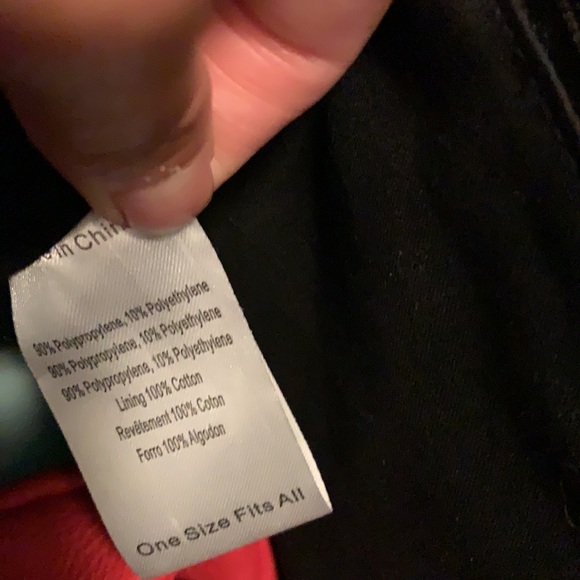 in China
90% Polypropylene, 10% Polyethylene
90% Polypropylene, 10% Polyethylene
90% Polypropylene, 10% Polyethylene
Lining 100% Cotton
Revêtement 100% Coton
Forro 100% Algodon
One Size Fits All